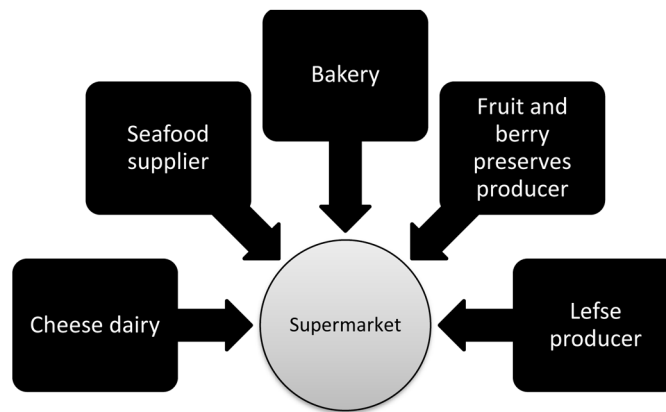 Bakery
Seafood
supplier
Fruit and
berry
preserves
producer
Cheese dairy
Supermarket
Lefse
producer